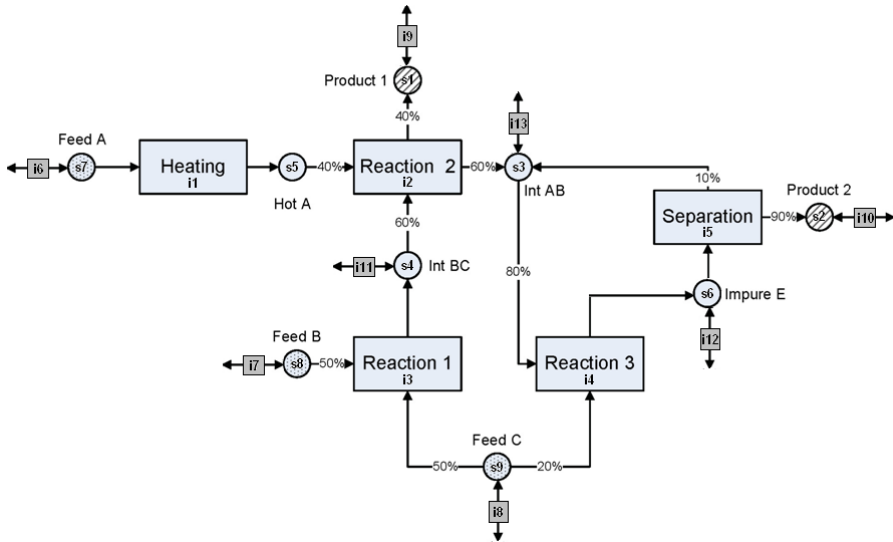 i9
Product 1
s1
40%
i13
Feed A
i6
s7
Heating
i1
s5
40%
Hot A
Reaction 2
i2
60%
s3
Int AB
10%
Product 2
Separation
i5
90%
s2
i10
60%
i11
s4
Int BC
80%
s6
Impure E
Feed B
i7
s8
50%
Reaction 1
i3
Reaction 3
i4
i12
Feed C
50%
s9
20%
i8